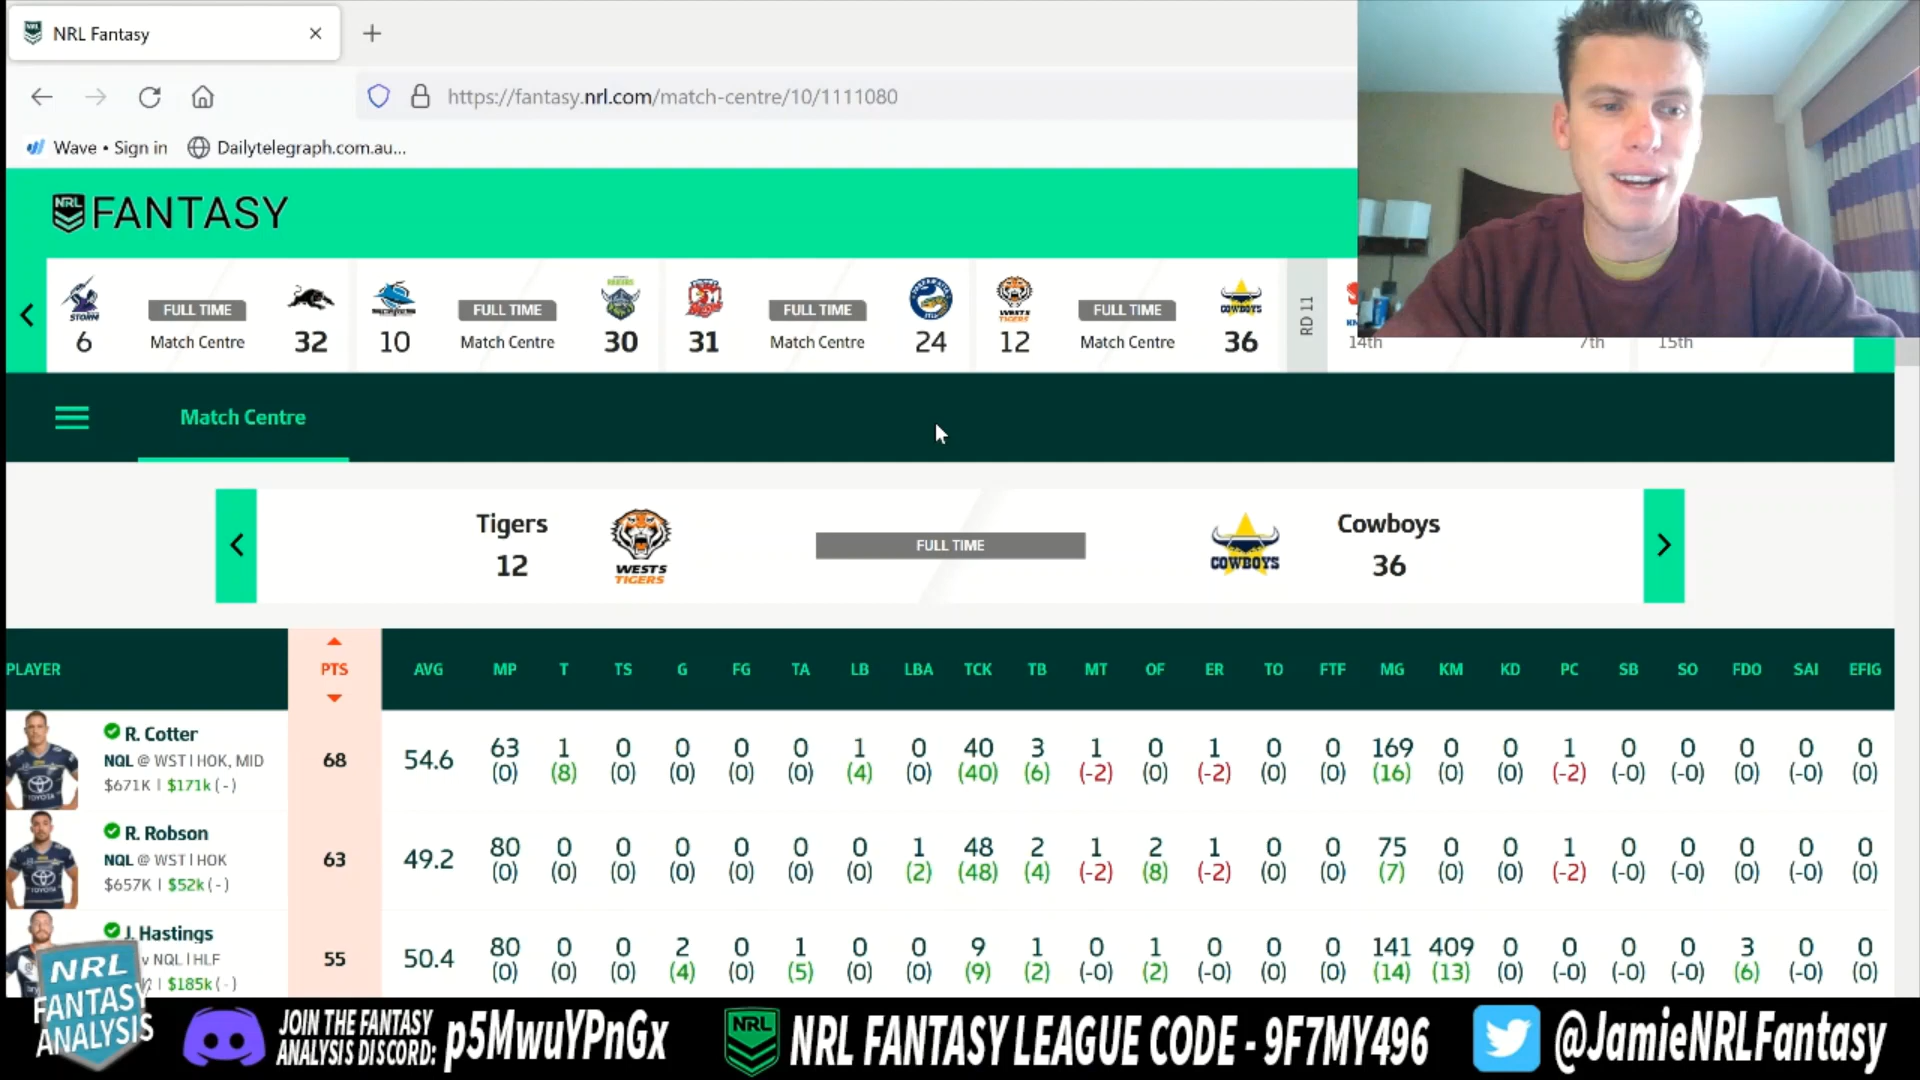 NRL Fantasy
https://fantasy.nrl.com/match-centre/10/1111080
Wave • Sign in Dailytelegraph.com.au...
NRL FANTASY
STORM 6 FULL TIME Match Centre 32
10 FULL TIME Match Centre 30
31 FULL TIME Match Centre 24
WESTS TIGERS 12 FULL TIME Match Centre COWBOYS 36
RD 11
14th 7th 15th
Match Centre
Tigers 12 WESTS TIGERS FULL TIME COWBOYS Cowboys 36
PLAYER PTS AVG MP T TS G FG TA LB LBA TCK TB MT OF ER TO FTF MG KM KD PC SB SO FDO SAI EFIG
R. Cotter
NQL @ WST | HOK, MID
$671K | $171k (-)
68 54.6 63 1 0 0 0 0 1 0 40 3 1 0 1 0 0 169 0 0 1 0 0 0 0 0
(0) (8) (0) (0) (0) (0) (4) (0) (40) (6) (-2) (0) (-2) (0) (0) (16) (0) (0) (-2) (-0) (-0) (0) (-0) (0)
R. Robson
NQL @ WST | HOK
$657K | $52k (-)
63 49.2 80 0 0 0 0 0 0 1 48 2 1 2 1 0 0 75 0 0 1 0 0 0 0 0
(0) (0) (0) (0) (0) (0) (0) (2) (48) (4) (-2) (8) (-2) (0) (0) (7) (0) (0) (-2) (-0) (-0) (0) (-0) (0)
J. Hastings
v NQL | HLF
$185k (-)
55 50.4 80 0 0 2 0 1 0 0 9 1 0 1 0 0 0 141 409 0 0 0 0 3 0 0
(0) (0) (0) (4) (0) (5) (0) (0) (9) (2) (-0) (2) (-0) (0) (0) (14) (13) (0) (-0) (-0) (-0) (6) (-0) (0)
NRL
FANTASY
ANALYSIS
JOIN THE FANTASY
ANALYSIS DISCORD: p5MwuYPnGx
NRL NRL FANTASY LEAGUE CODE - 9F7MY496
@JamieNRLFantasy